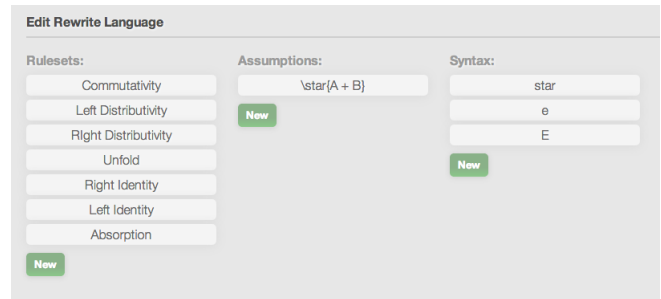 Edit Rewrite Language
Rulesets:
Commutativity
Left Distributivity
RIght Distributivity
Unfold
Right Identity
Left Identity
Absorption
New
Assumptions:
\star{A + B}
New
Syntax:
star
e
E
New